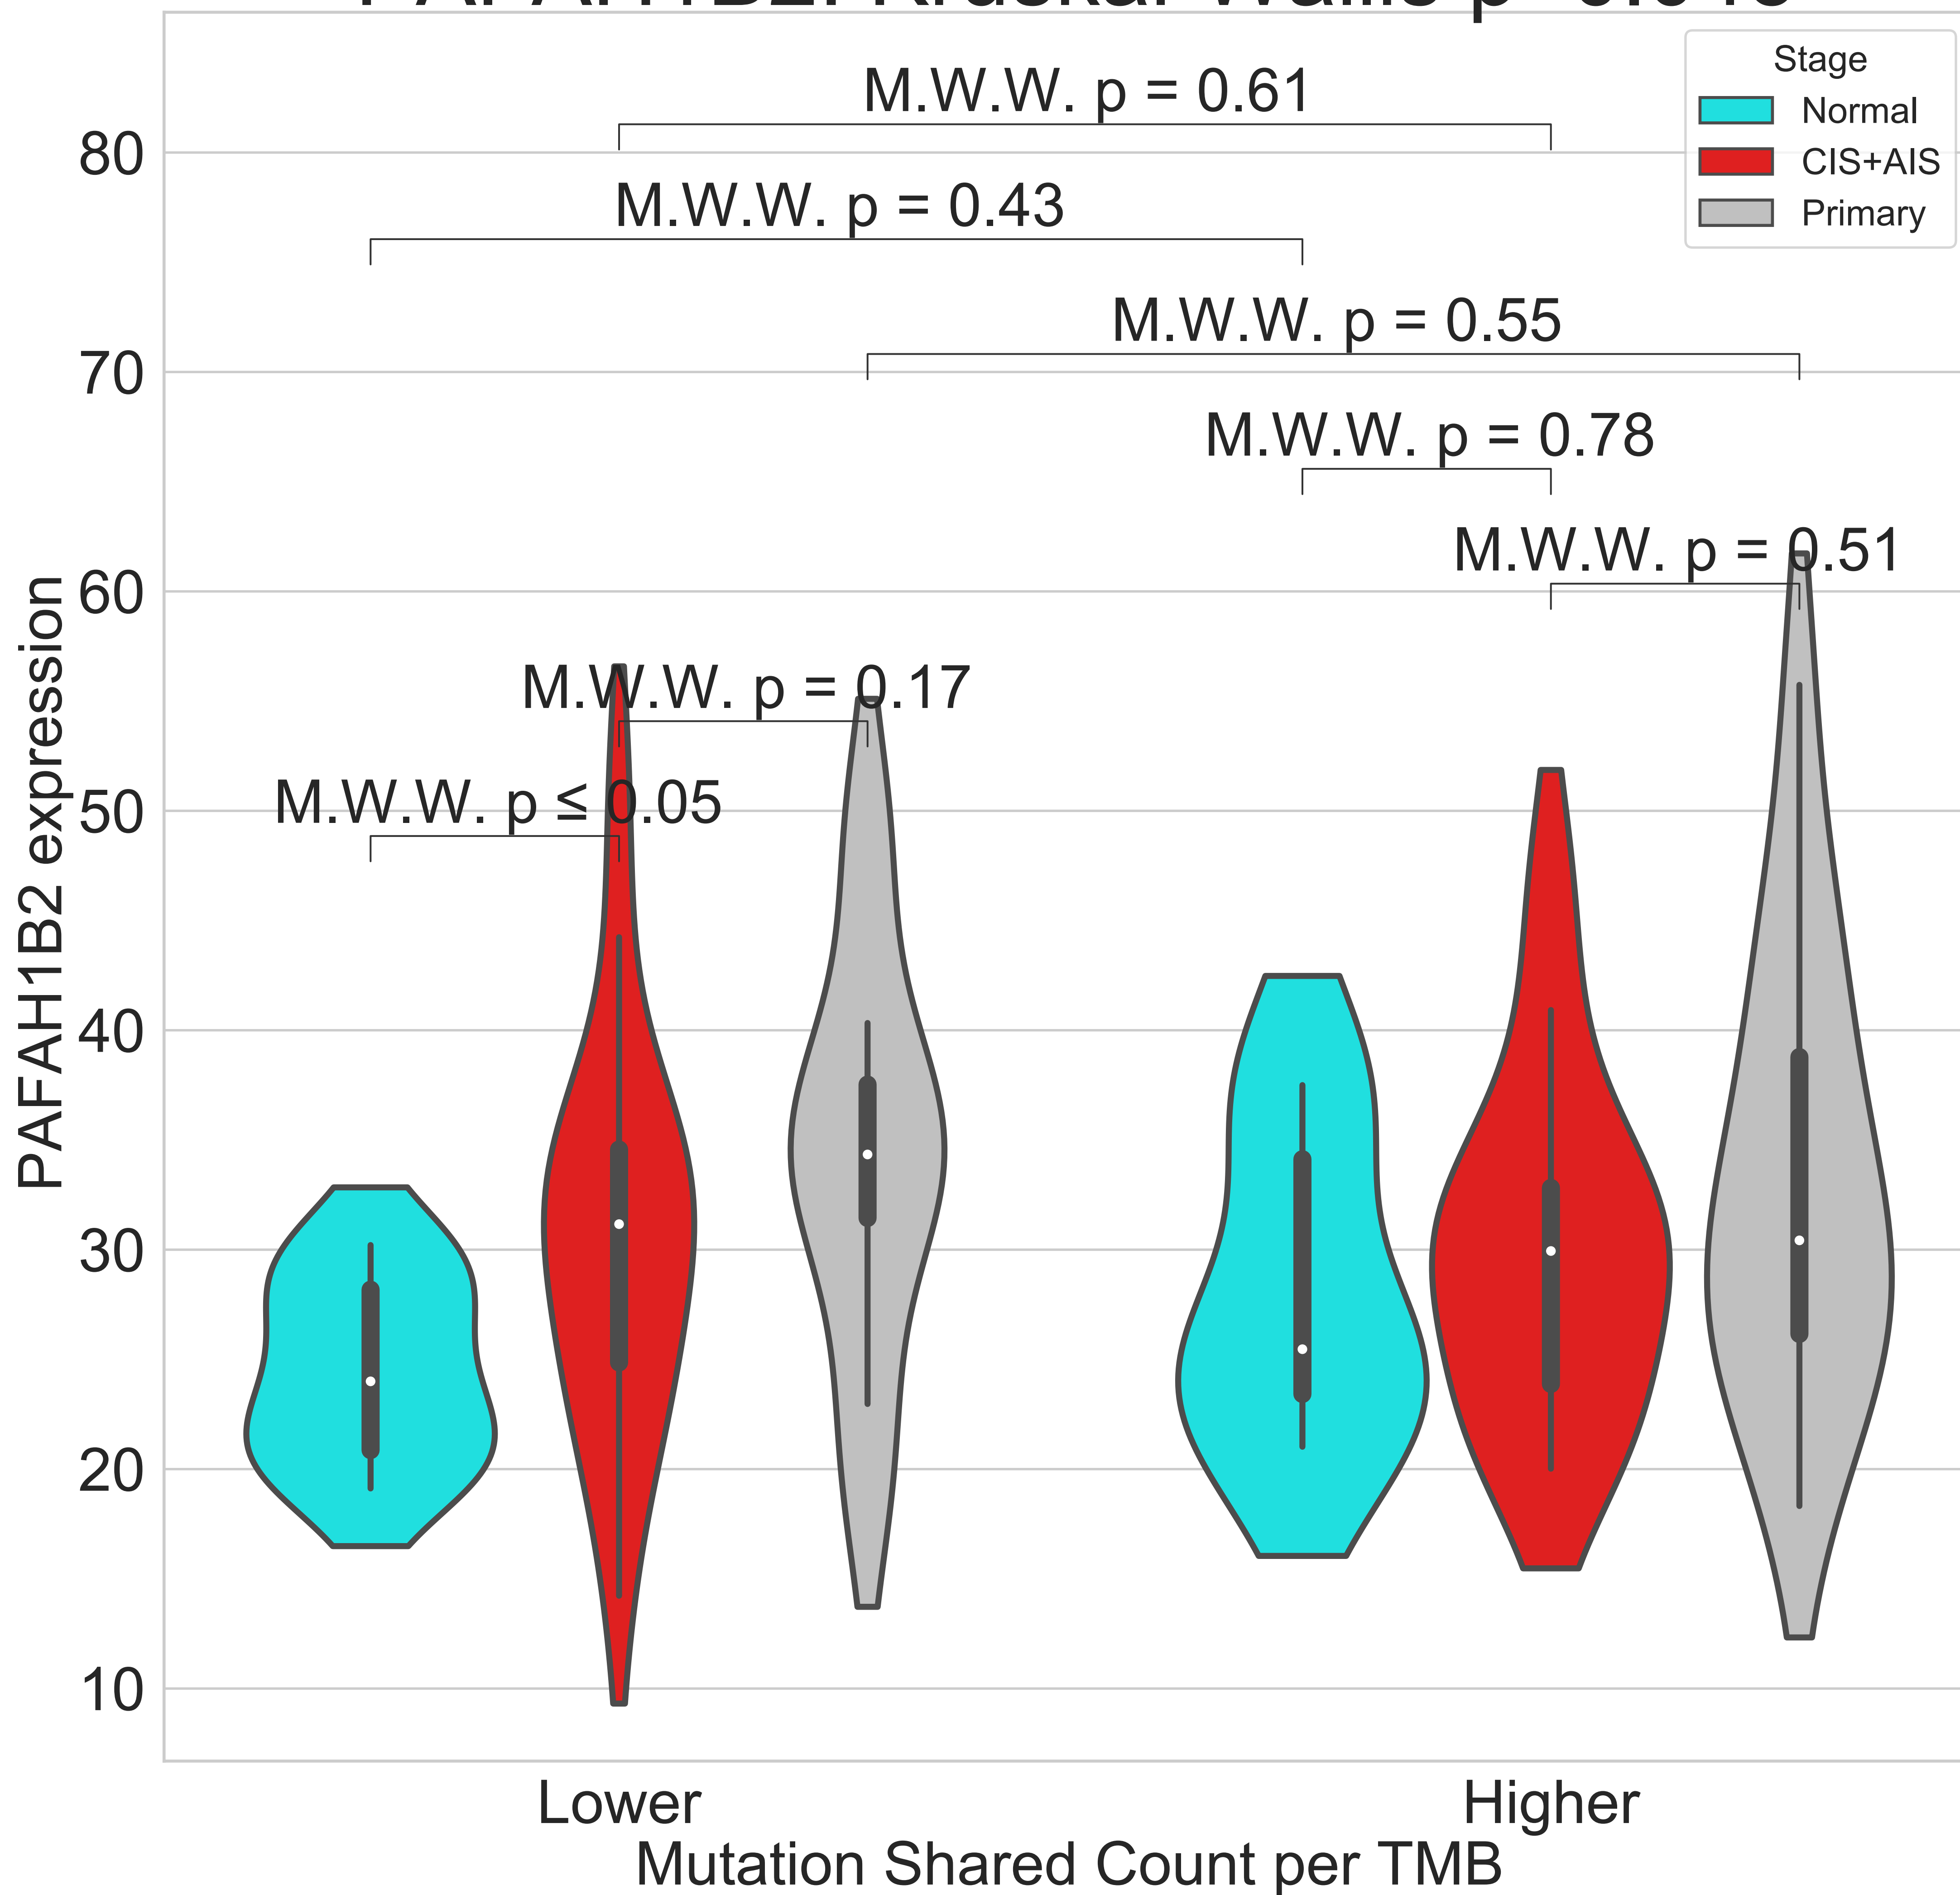 Stage
Normal
CIS+AIS
Primary
M.W.W. p = 0.61
M.W.W. p = 0.43
M.W.W. p = 0.55
M.W.W. p = 0.78
M.W.W. p = 0.51
M.W.W. p = 0.17
M.W.W. p ≤ 0.05
PAFAH1B2 expression
80
70
60
50
40
30
20
10
Lower
Higher
Mutation Shared Count per TMB